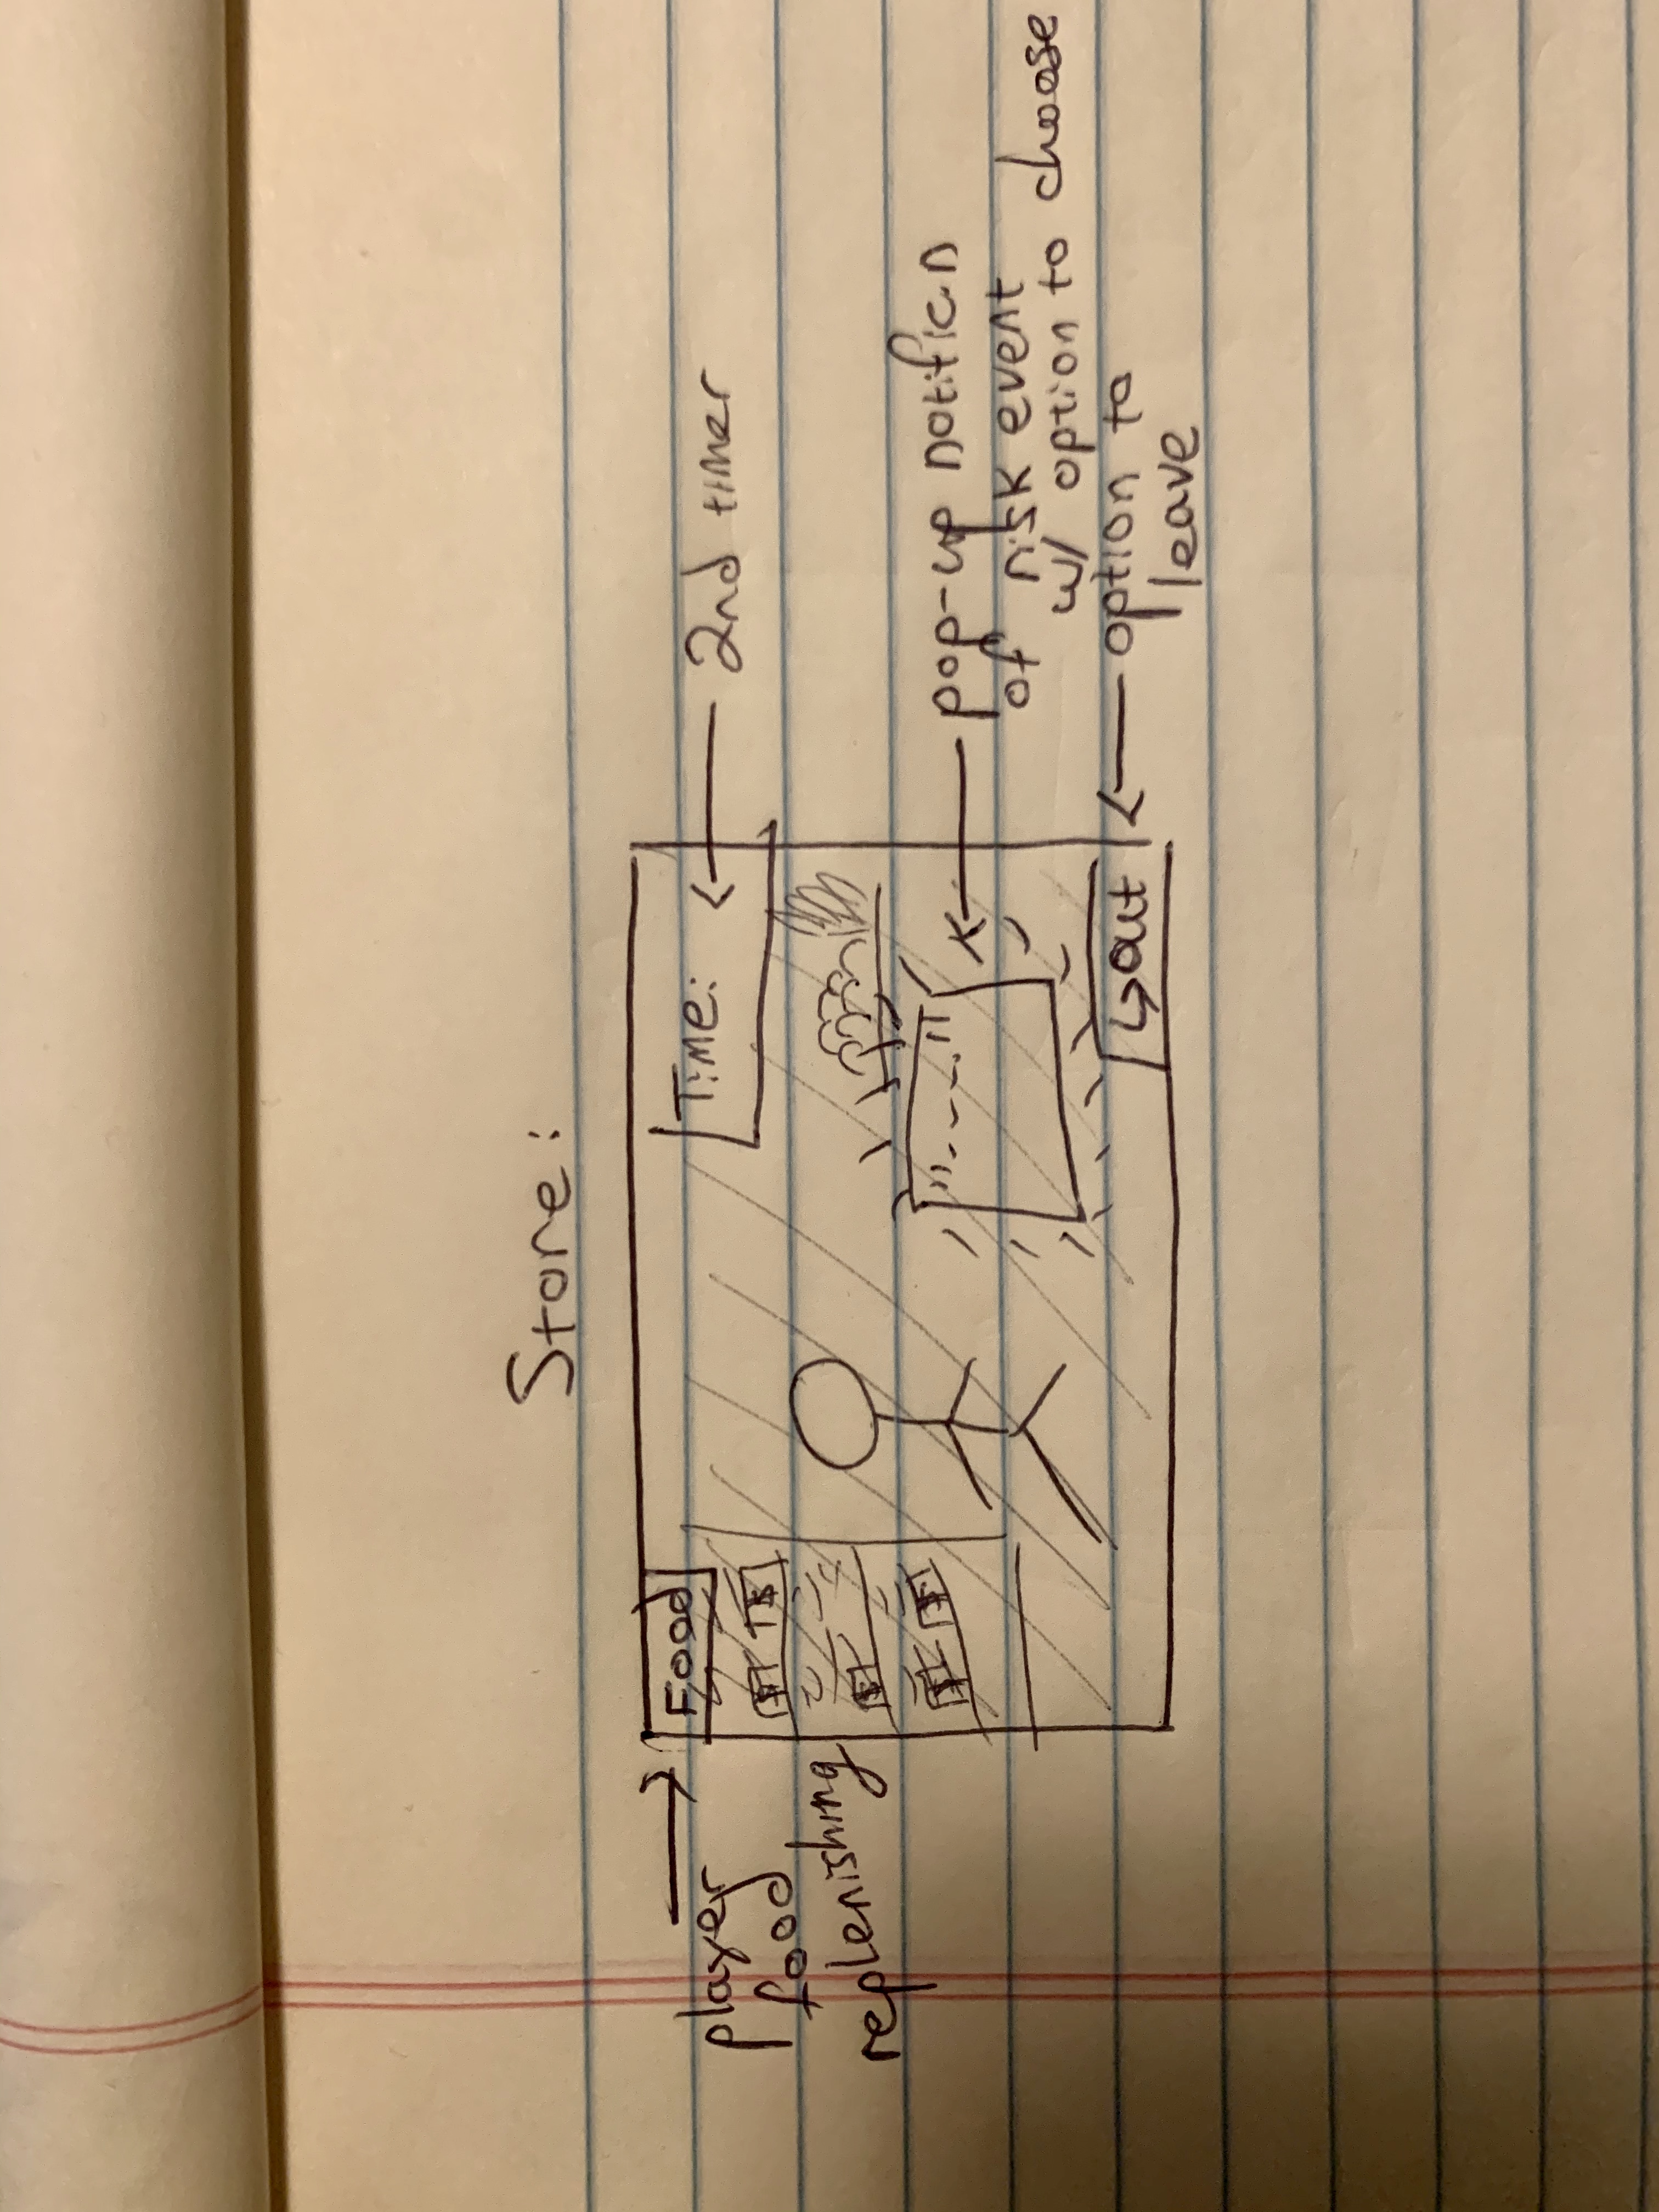 Store:
Food
Time:
2nd timer
player
food
replenishing
" - - - - "
pop-up notifican
of risk event
w/ option to choose
↳ out
option to
leave